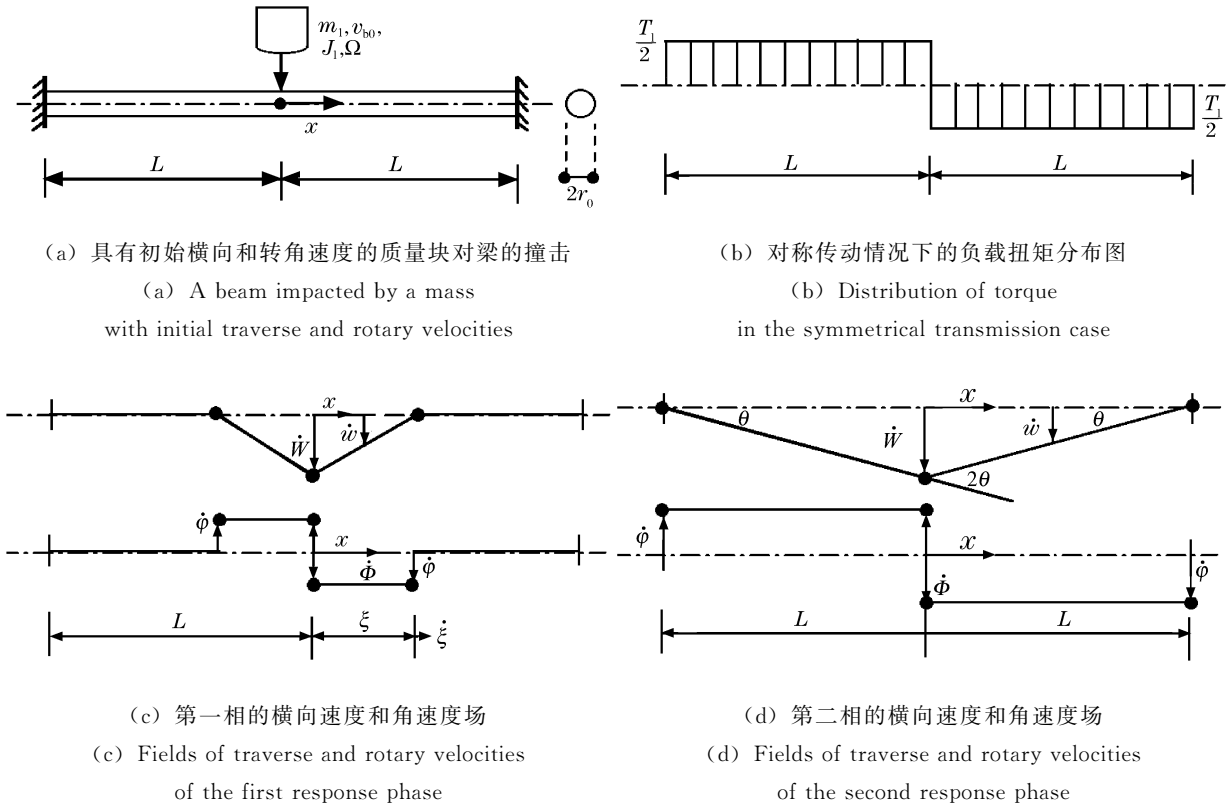 m₁,v_b0,
J₁,Ω
x
L
L
2r₀
T₁/2
T₁/2
L
L
(a) 具有初始横向和转角速度的质量块对梁的撞击
(a) A beam impacted by a mass
with initial traverse and rotary velocities
(b) 对称传动情况下的负载扭矩分布图
(b) Distribution of torque
in the symmetrical transmission case
x
Ẇ
ẇ
φ̇
x
Φ̇
φ̇
L
ξ
ξ̇
x
θ
Ẇ
ẇ
θ
2θ
φ̇
x
Φ̇
φ̇
L
L
(c) 第一相的横向速度和角速度场
(c) Fields of traverse and rotary velocities
of the first response phase
(d) 第二相的横向速度和角速度场
(d) Fields of traverse and rotary velocities
of the second response phase